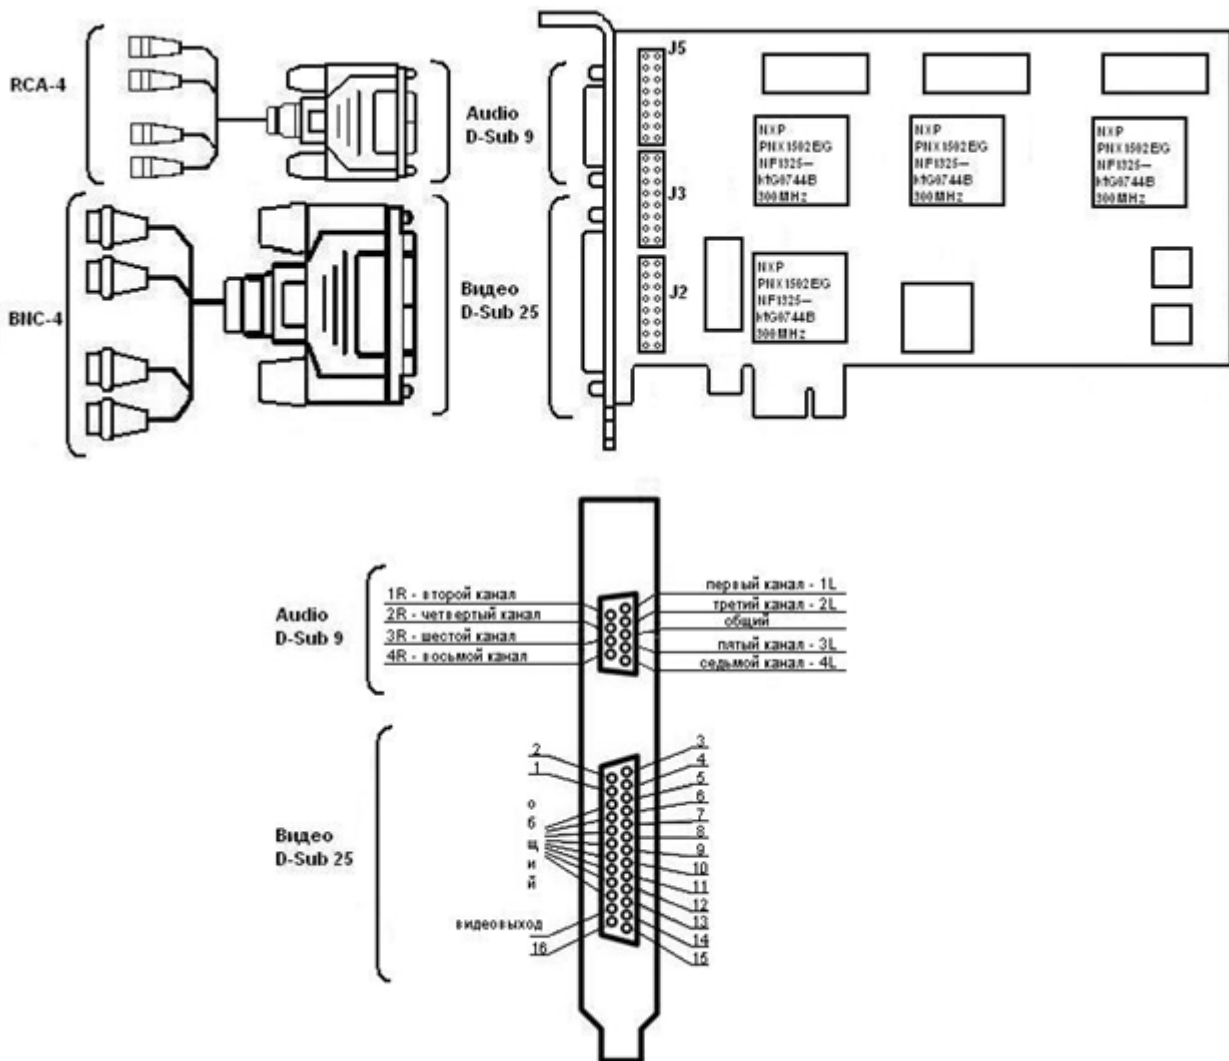 RCA-4
Audio
D-Sub 9
BNC-4
Видео
D-Sub 25
J5
J3
J2
NXP
PNX1502E/G
NF1325—
300MHz
NXP
PNX1502E/G
NF1325—
300MHz
NXP
PNX1502E/G
NF1325—
300MHz
NXP
PNX1502E/G
NF1325—
300MHz
Audio
D-Sub 9
1R - второй канал
2R - четвертый канал
3R - шестой канал
4R - восьмой канал
первый канал - 1L
третий канал - 2L
общий
пятый канал - 3L
седьмой канал - 4L
Видео
D-Sub 25
2
1
общий
видеовыход
16
3
4
5
6
7
8
9
10
11
12
13
14
15